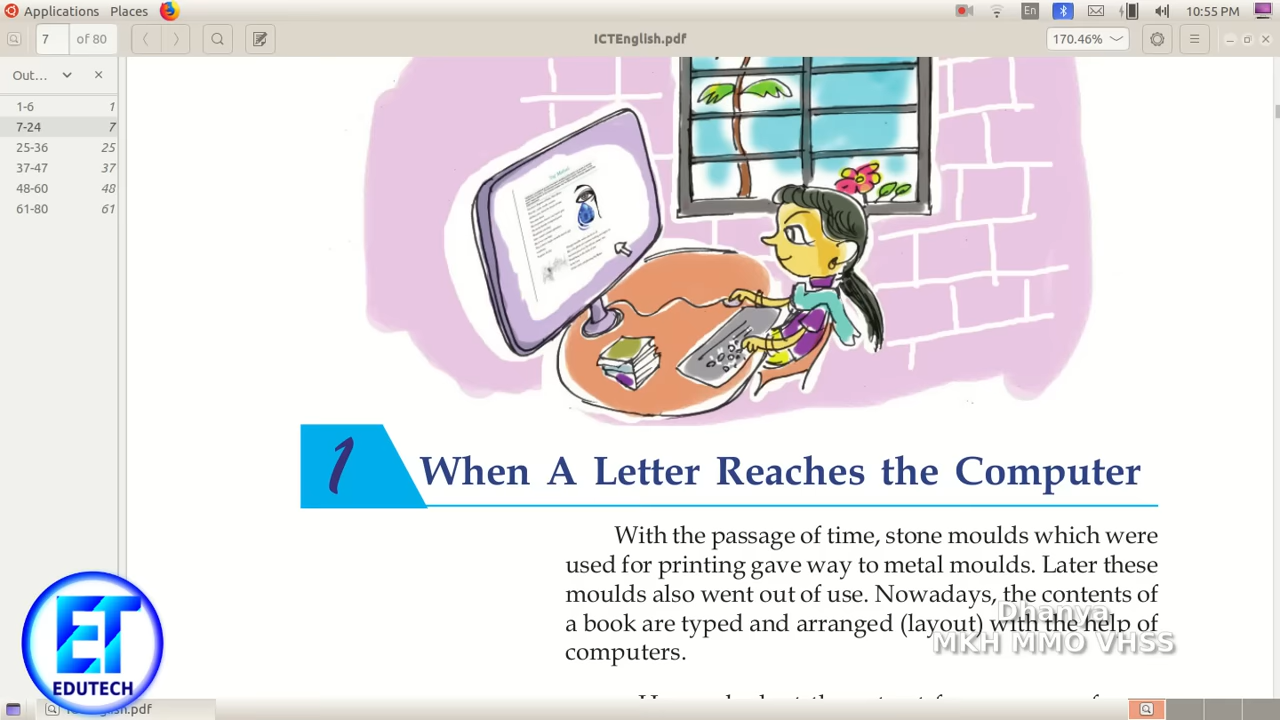 Applications Places En 10:55 PM
7 of 80 ICTEnglish.pdf 170.46%
Out...
1-6 1
7-24 7
25-36 25
37-47 37
48-60 48
61-80 61
1 When A Letter Reaches the Computer
With the passage of time, stone moulds which were
used for printing gave way to metal moulds. Later these
moulds also went out of use. Nowadays, the contents of
a book are typed and arranged (layout) with the help of
computers.
Dhanya
MKH MMO VHSS
ET
EDUTECH